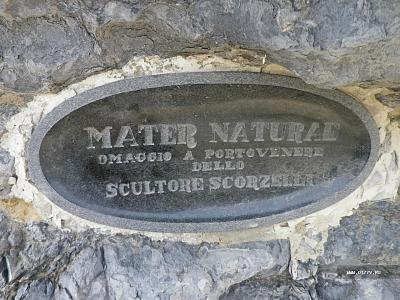 MATER NATURAE
OMAGGIO A PORTOVENERE
DELLO
SCULTORE SCORZELLI